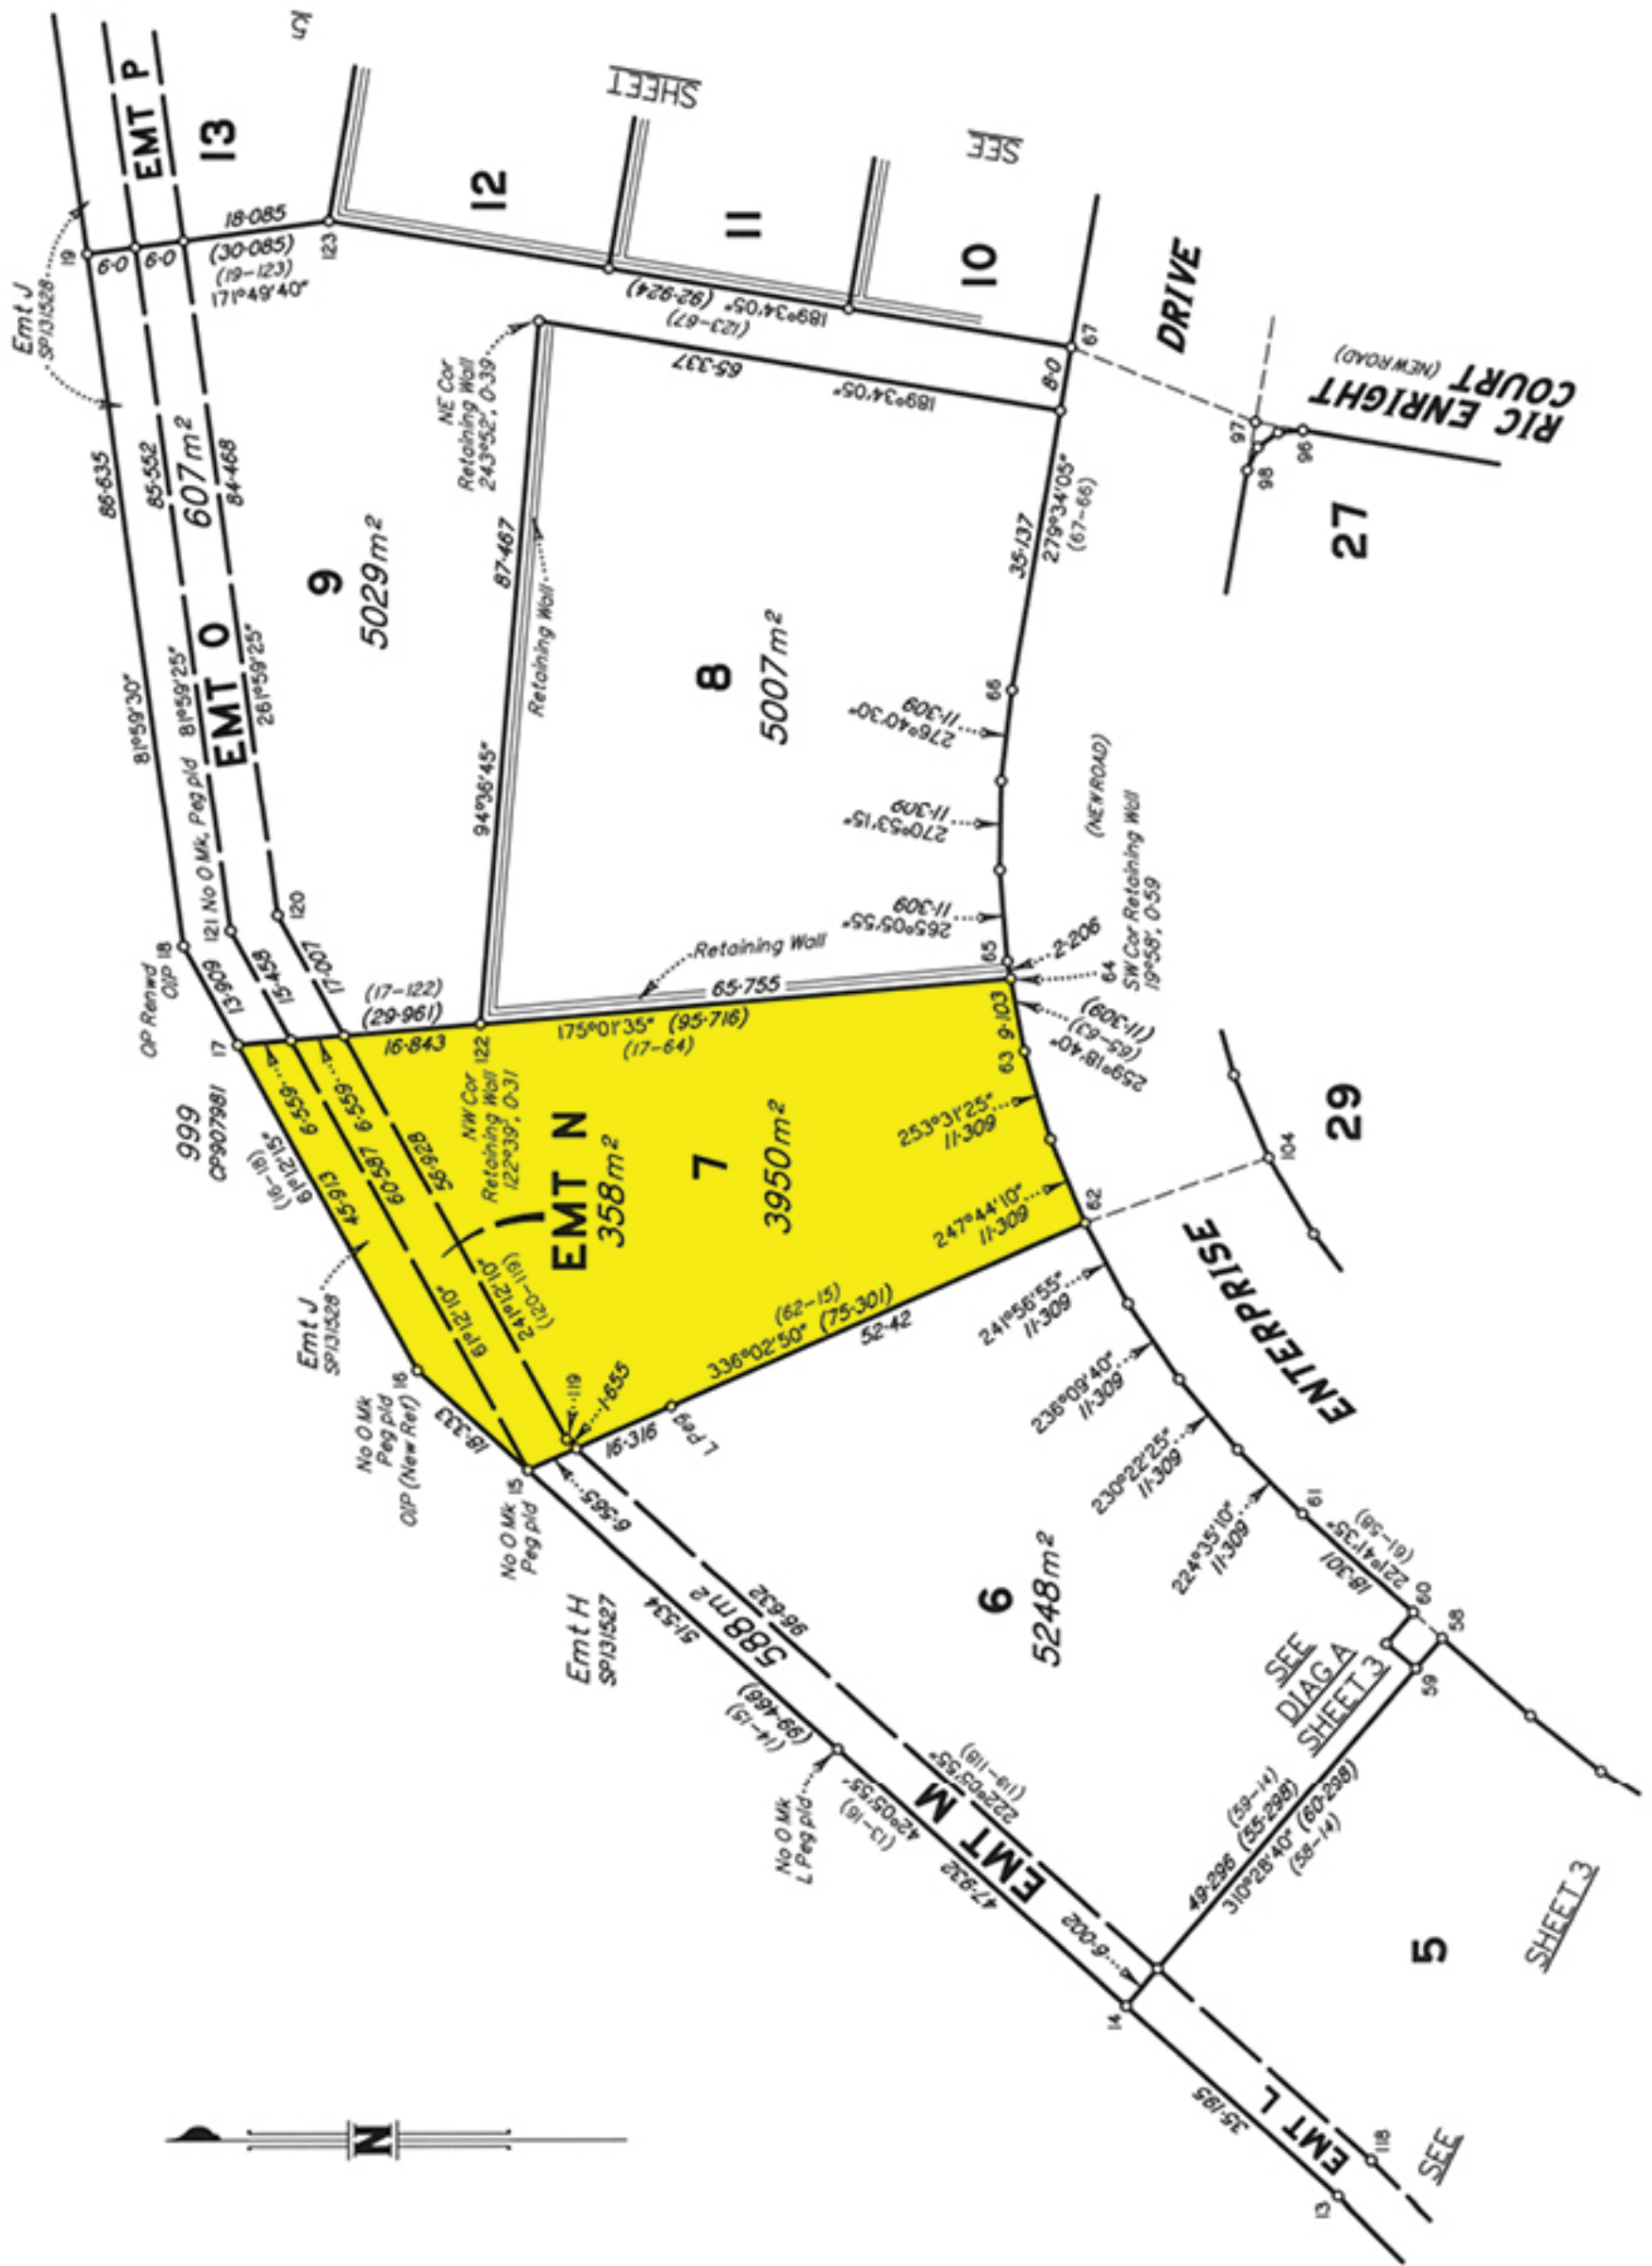 Emt J
SP131528
19
6·0
6·0
EMT P
13
K5
18·085
(30·085)
(19-123)
171°49'40"
123
12
SHEET
11
SEE
10
86·635
81°59'30"
85·552
81°59'25"
607m²
84·468
261°59'25"
EMT O
9
5029m²
NE Cor
Retaining Wall
243°52', 0·39
189°34'05" (92·924)
(123-67)
65·337
189°34'05"
8·0
67
DRIVE
RIC ENRIGHT
COURT (NEW ROAD)
97
98
96
27
87·467
94°36'45"
Retaining Wall
8
5007m²
35·137
279°34'05"
(67-66)
66
276°40'30"
11·309
270°53'15"
11·309
265°05'55"
11·309
(NEW ROAD)
65
2·206
64
SW Cor Retaining Wall
19°58', 0·59
Retaining Wall
65·755
175°01'35" (95·716)
(17-64)
OP Renwd
OIP
18
121 No O Mk, Peg pld
120
13·909
15·458
17·007
17
(17-122)
(29·961)
16·843
122
999
CP907981
6·559
6·559
(16-18)
61°12'15"
45·913
60·587
61°12'10"
58·928
241°12'10"
(120-119)
NW Cor
Retaining Wall
122°39', 0·31
EMT N
358m²
7
3950m²
9·103
63
259°18'40"
(65-63)
(11·309)
253°31'25"
11·309
247°44'10"
11·309
62
104
29
Emt J
SP131528
16
No O Mk
Peg pld
OIP (New Ref)
18·333
15
No O Mk
Peg pld
119
1·655
16·316
L Peg
(62-15)
336°02'50" (75·301)
52·42
6·565
241°56'55"
11·309
236°09'40"
11·309
230°22'25"
11·309
224°35'10"
11·309
ENTERPRISE
61
18·301
221°41'35"
(61-58)
60
58
59
SEE
DIAG A
SHEET 3
6
5248m²
Emt H
SP131527
51·534
588m²
96·632
(99·466)
(14-15)
No O Mk
L Peg pld
42°05'55"
(13-16)
47·932
EMT M
222°05'55"
(119-118)
6·002
14
(59-14)
49·296 (55·298)
310°28'40" (60·298)
(58-14)
5
SHEET 3
SEE
35·195
EMT L
118
13
N